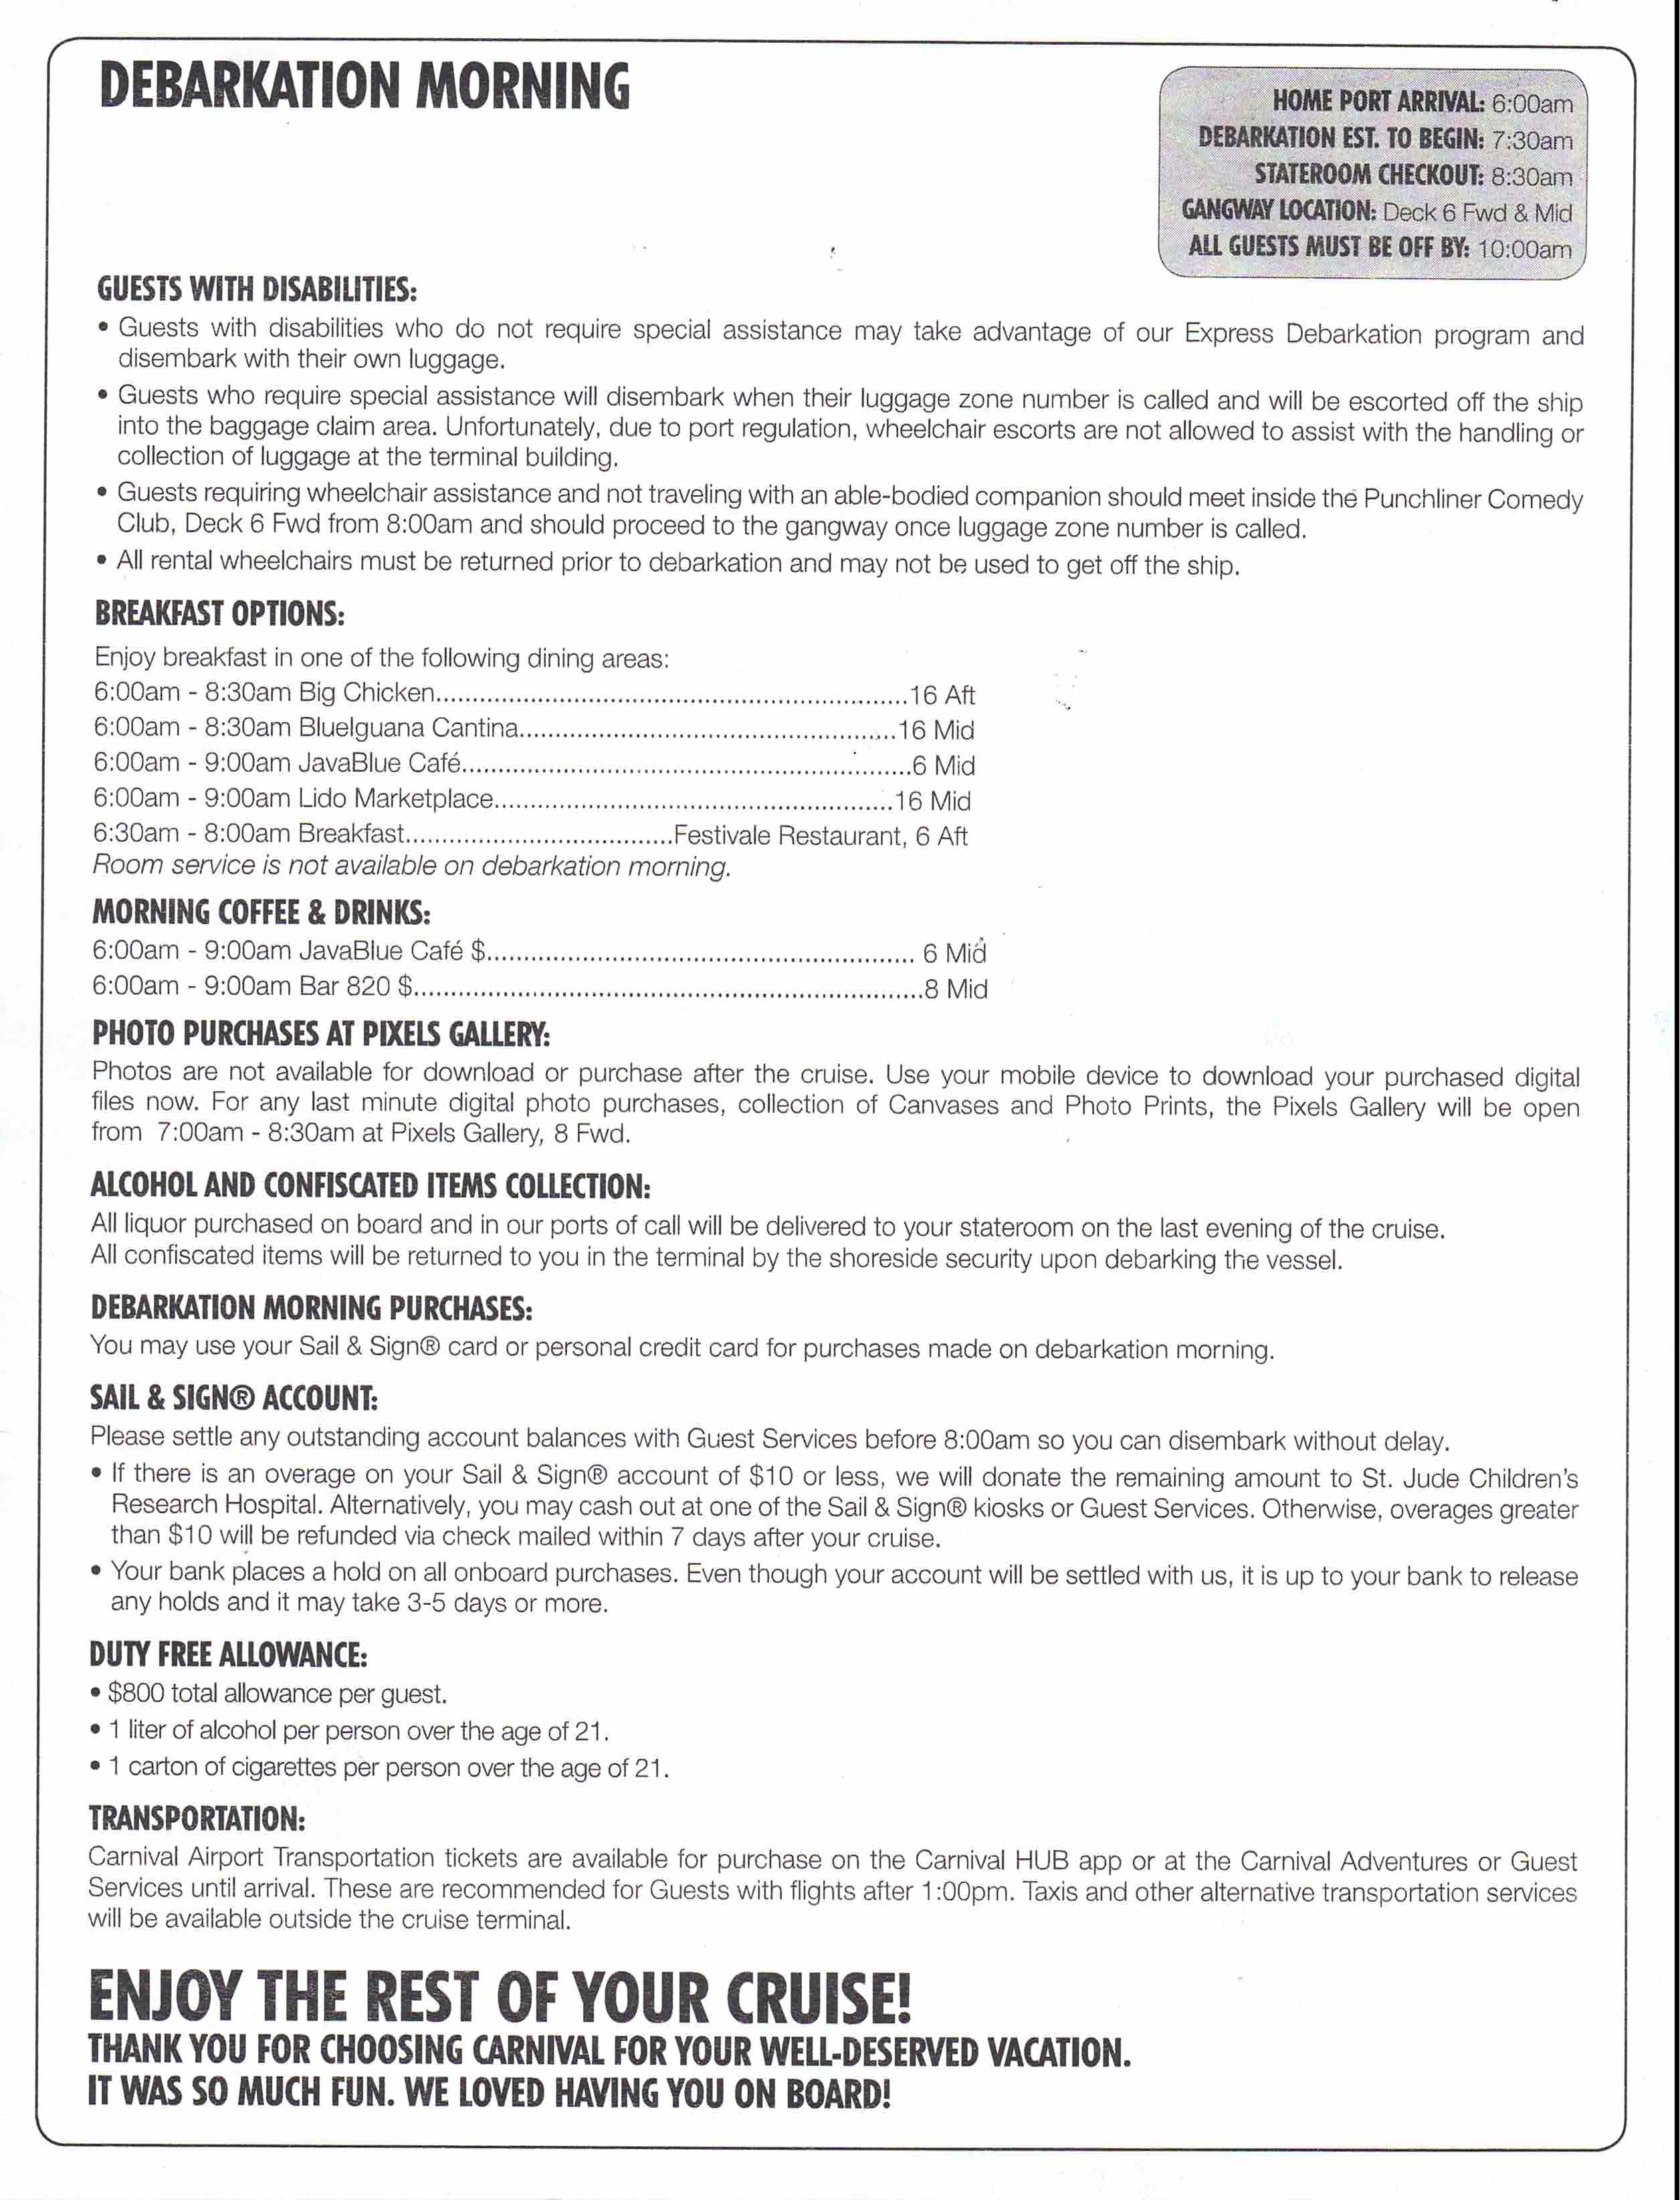 DEBARKATION MORNING
HOME PORT ARRIVAL: 6:00am
DEBARKATION EST. TO BEGIN: 7:30am
STATEROOM CHECKOUT: 8:30am
GANGWAY LOCATION: Deck 6 Fwd & Mid
ALL GUESTS MUST BE OFF BY: 10:00am
GUESTS WITH DISABILITIES:
• Guests with disabilities who do not require special assistance may take advantage of our Express Debarkation program and
disembark with their own luggage.
• Guests who require special assistance will disembark when their luggage zone number is called and will be escorted off the ship
into the baggage claim area. Unfortunately, due to port regulation, wheelchair escorts are not allowed to assist with the handling or
collection of luggage at the terminal building.
• Guests requiring wheelchair assistance and not traveling with an able-bodied companion should meet inside the Punchliner Comedy
Club, Deck 6 Fwd from 8:00am and should proceed to the gangway once luggage zone number is called.
• All rental wheelchairs must be returned prior to debarkation and may not be used to get off the ship.
BREAKFAST OPTIONS:
Enjoy breakfast in one of the following dining areas:
6:00am - 8:30am Big Chicken................................................................16 Aft
6:00am - 8:30am BlueIguana Cantina...................................................16 Mid
6:00am - 9:00am JavaBlue Café.............................................................6 Mid
6:00am - 9:00am Lido Marketplace......................................................16 Mid
6:30am - 8:00am Breakfast....................................Festivale Restaurant, 6 Aft
Room service is not available on debarkation morning.
MORNING COFFEE & DRINKS:
6:00am - 9:00am JavaBlue Café $.......................................................... 6 Mid
6:00am - 9:00am Bar 820 $.....................................................................8 Mid
PHOTO PURCHASES AT PIXELS GALLERY:
Photos are not available for download or purchase after the cruise. Use your mobile device to download your purchased digital
files now. For any last minute digital photo purchases, collection of Canvases and Photo Prints, the Pixels Gallery will be open
from 7:00am - 8:30am at Pixels Gallery, 8 Fwd.
ALCOHOL AND CONFISCATED ITEMS COLLECTION:
All liquor purchased on board and in our ports of call will be delivered to your stateroom on the last evening of the cruise.
All confiscated items will be returned to you in the terminal by the shoreside security upon debarking the vessel.
DEBARKATION MORNING PURCHASES:
You may use your Sail & Sign® card or personal credit card for purchases made on debarkation morning.
SAIL & SIGN® ACCOUNT:
Please settle any outstanding account balances with Guest Services before 8:00am so you can disembark without delay.
• If there is an overage on your Sail & Sign® account of $10 or less, we will donate the remaining amount to St. Jude Children's
Research Hospital. Alternatively, you may cash out at one of the Sail & Sign® kiosks or Guest Services. Otherwise, overages greater
than $10 will be refunded via check mailed within 7 days after your cruise.
• Your bank places a hold on all onboard purchases. Even though your account will be settled with us, it is up to your bank to release
any holds and it may take 3-5 days or more.
DUTY FREE ALLOWANCE:
• $800 total allowance per guest.
• 1 liter of alcohol per person over the age of 21.
• 1 carton of cigarettes per person over the age of 21.
TRANSPORTATION:
Carnival Airport Transportation tickets are available for purchase on the Carnival HUB app or at the Carnival Adventures or Guest
Services until arrival. These are recommended for Guests with flights after 1:00pm. Taxis and other alternative transportation services
will be available outside the cruise terminal.
ENJOY THE REST OF YOUR CRUISE!
THANK YOU FOR CHOOSING CARNIVAL FOR YOUR WELL-DESERVED VACATION.
IT WAS SO MUCH FUN. WE LOVED HAVING YOU ON BOARD!